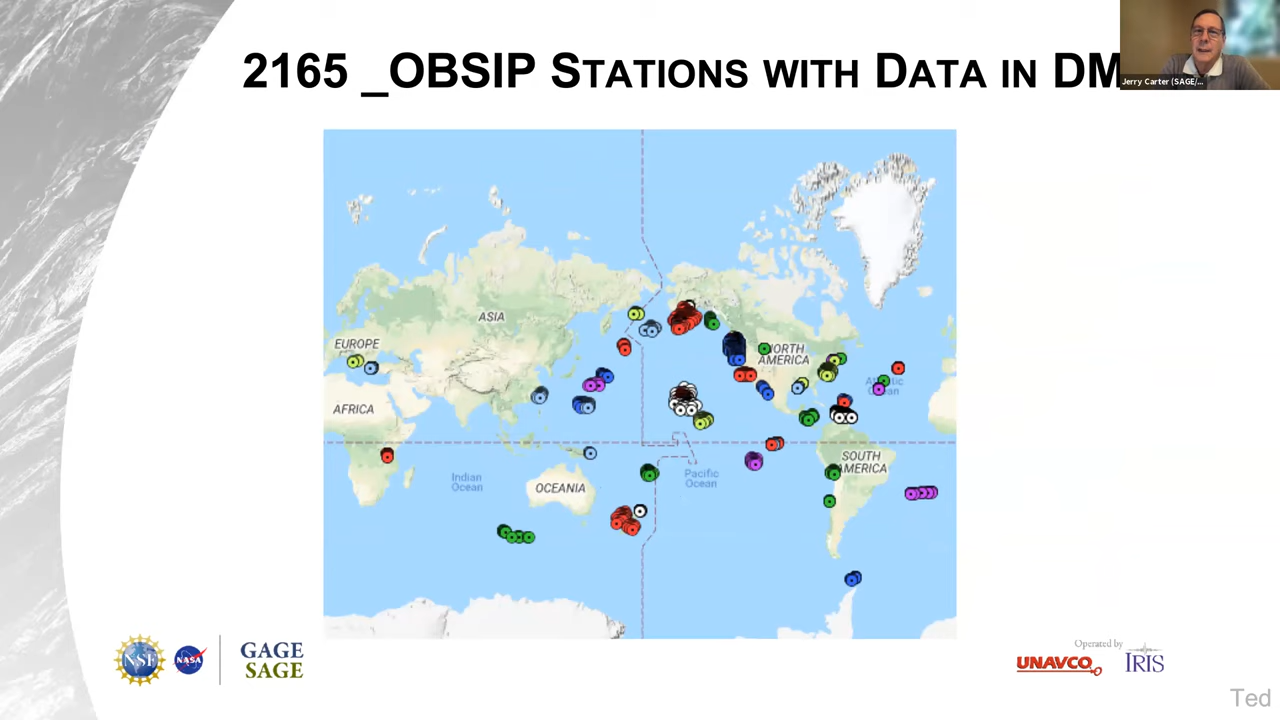 2165 _OBSIP STATIONS WITH DATA IN DM
Jerry Carter (SAGE/...
ASIA
EUROPE
NORTH
AMERICA
Atlantic
Ocean
AFRICA
SOUTH
AMERICA
Indian
Ocean
OCEANIA
Pacific
Ocean
NSF
NASA
GAGE
SAGE
Operated by
UNAVCO
IRIS
Ted